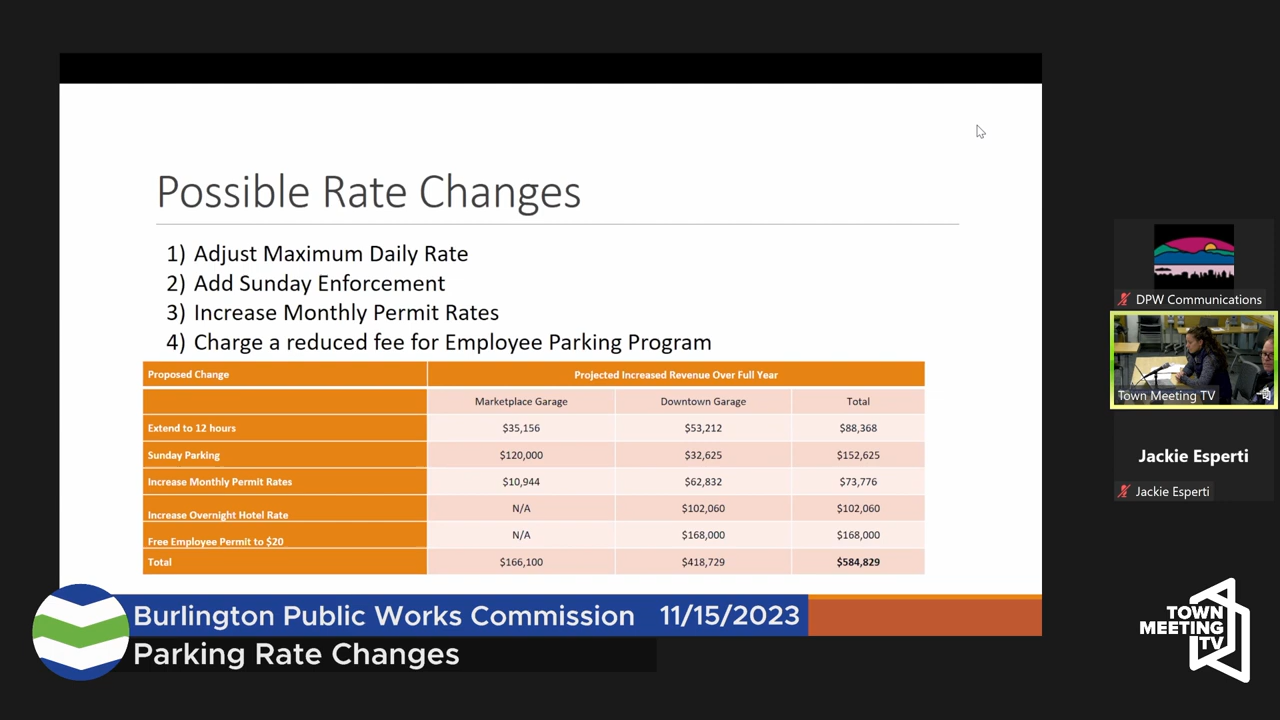 Possible Rate Changes
1) Adjust Maximum Daily Rate
2) Add Sunday Enforcement
3) Increase Monthly Permit Rates
4) Charge a reduced fee for Employee Parking Program
Proposed Change Projected Increased Revenue Over Full Year
Marketplace Garage Downtown Garage Total
Extend to 12 hours $35,156 $53,212 $88,368
Sunday Parking $120,000 $32,625 $152,625
Increase Monthly Permit Rates $10,944 $62,832 $73,776
Increase Overnight Hotel Rate N/A $102,060 $102,060
Free Employee Permit to $20 N/A $168,000 $168,000
Total $166,100 $418,729 $584,829
Burlington Public Works Commission 11/15/2023
Parking Rate Changes
DPW Communications
Town Meeting TV
Jackie Esperti
Jackie Esperti
TOWN
MEETING
TV